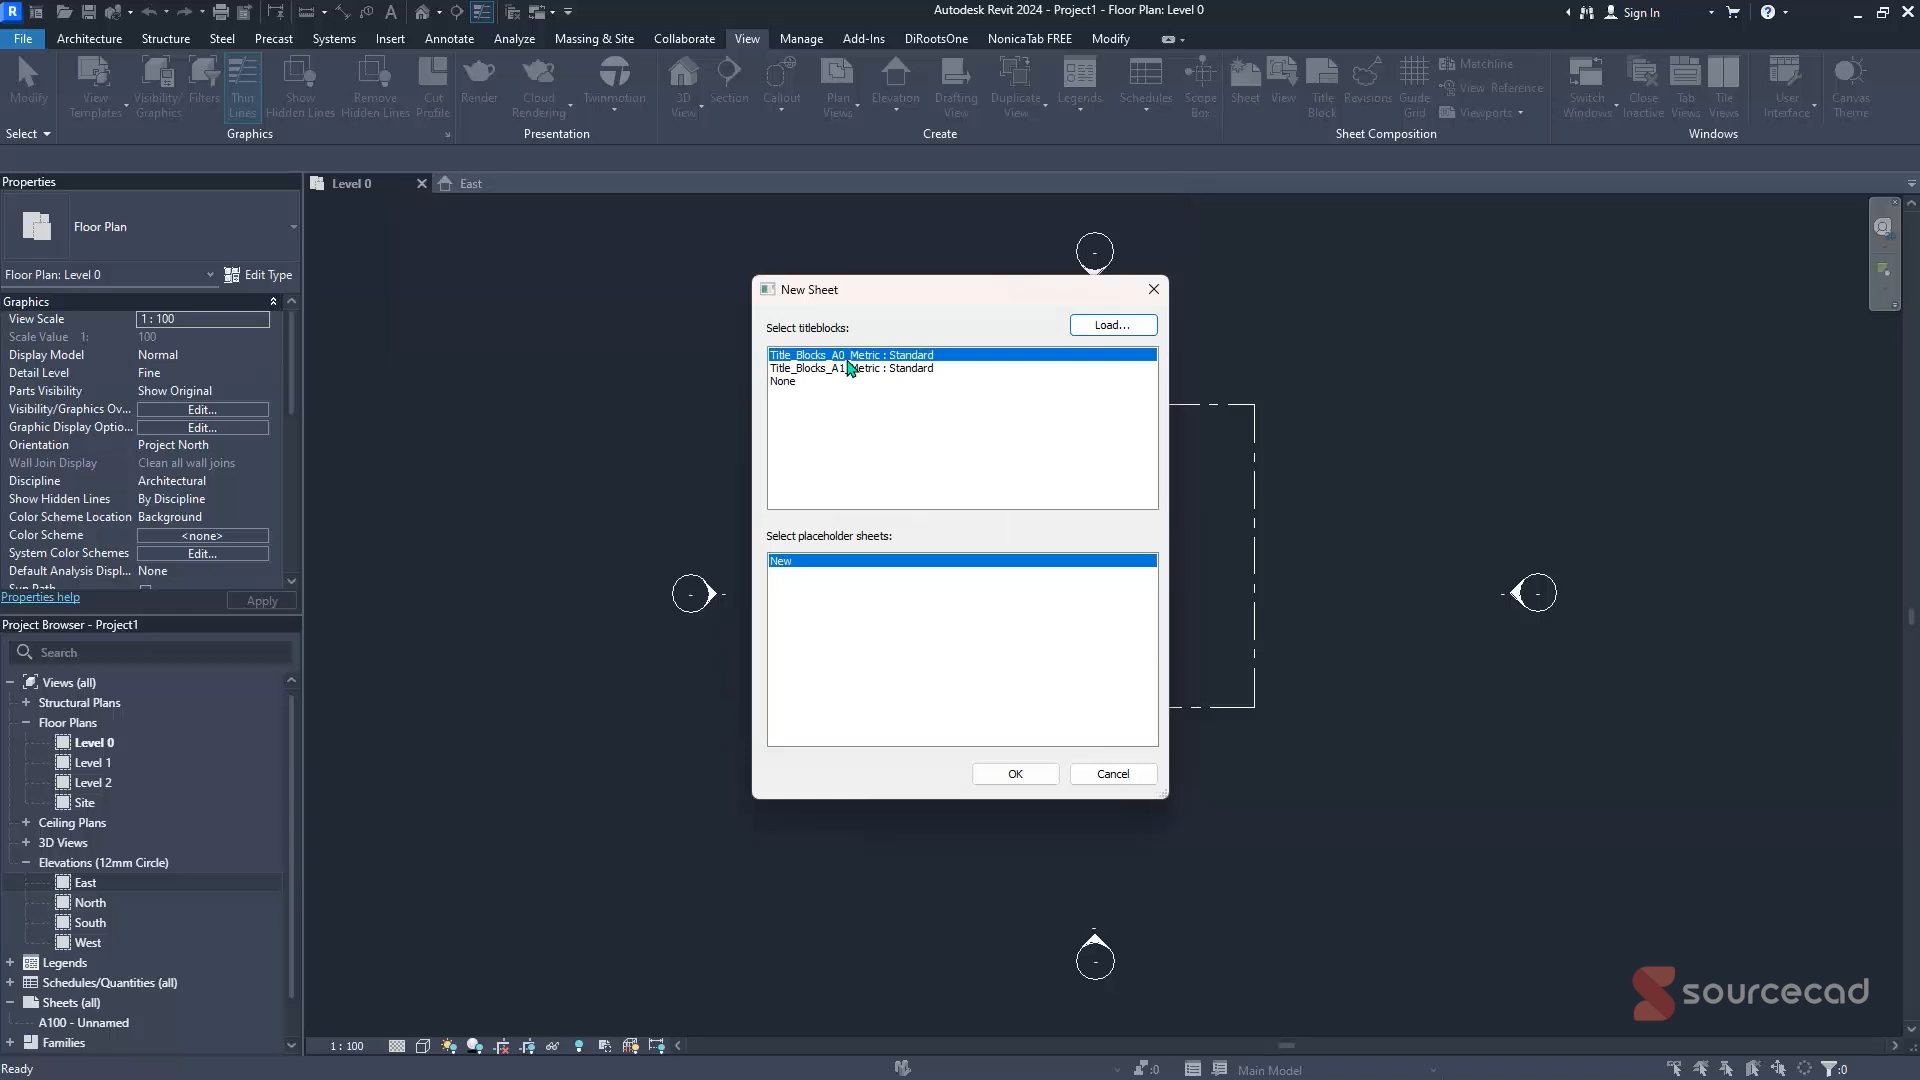 Autodesk Revit 2024 - Project1 - Floor Plan: Level 0
Sign In
File
Architecture
Structure
Steel
Precast
Systems
Insert
Annotate
Analyze
Massing & Site
Collaborate
View
Manage
Add-Ins
DiRootsOne
NonicaTab FREE
Modify
Modify
View Templates
Visibility/ Graphics
Filters
Thin Lines
Show Hidden Lines
Remove Hidden Lines
Cut Profile
Render
Cloud Rendering
Twinmotion
3D View
Section
Callout
Plan Views
Elevation
Drafting View
Duplicate View
Legends
Schedules
Scope Box
Sheet
View
Title Block
Revisions
Guide Grid
Matchline
View Reference
Viewports
Switch Windows
Close Inactive
Tab Views
Tile Views
User Interface
Canvas Theme
Select
Graphics
Presentation
Create
Sheet Composition
Windows
Properties
Floor Plan
Floor Plan: Level 0
Edit Type
Graphics
View Scale 1 : 100
Scale Value 1: 100
Display Model Normal
Detail Level Fine
Parts Visibility Show Original
Visibility/Graphics Ov... Edit...
Graphic Display Optio... Edit...
Orientation Project North
Wall Join Display Clean all wall joins
Discipline Architectural
Show Hidden Lines By Discipline
Color Scheme Location Background
Color Scheme <none>
System Color Schemes Edit...
Default Analysis Displ... None
Sun Path
Properties help
Apply
Project Browser - Project1
Search
Views (all)
Structural Plans
Floor Plans
Level 0
Level 1
Level 2
Site
Ceiling Plans
3D Views
Elevations (12mm Circle)
East
North
South
West
Legends
Schedules/Quantities (all)
Sheets (all)
A100 - Unnamed
Families
Level 0
East
New Sheet
Select titleblocks:
Load...
Title_Blocks_A0_Metric : Standard
Title_Blocks_A1_Metric : Standard
None
Select placeholder sheets:
New
OK
Cancel
sourcecad
1 : 100
Ready
:0
Main Model
:0